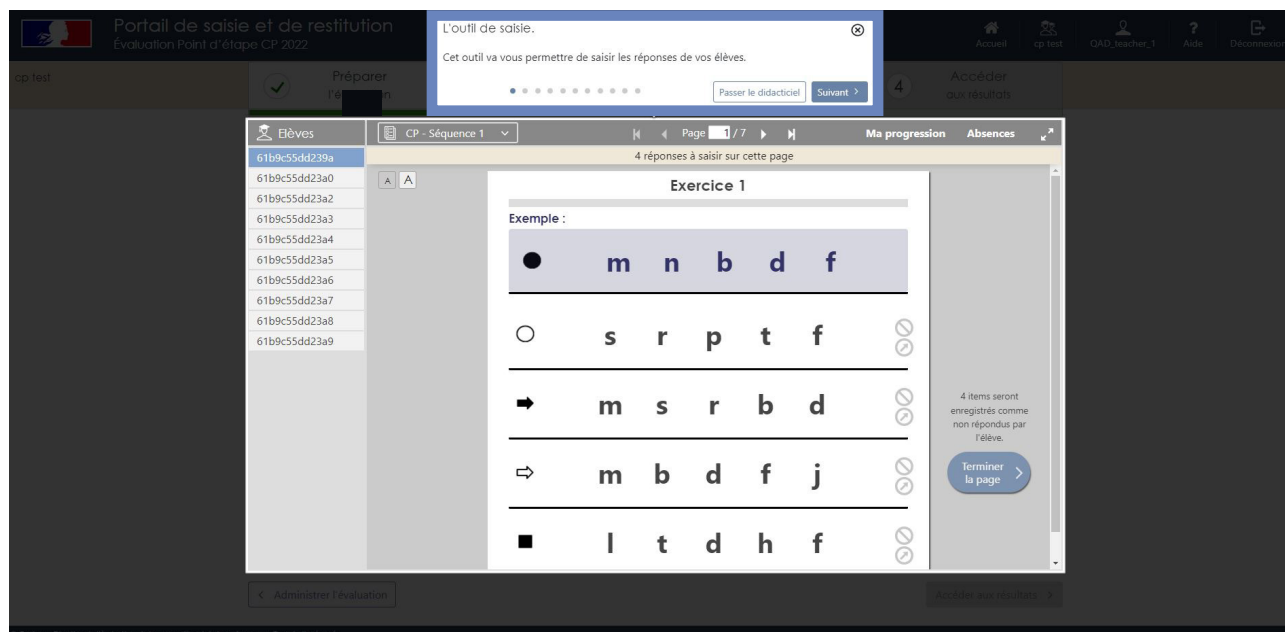 Portail de saisie et de restitution
Évaluation Point d'étape CP 2022
Accueil
cp test
QAD_teacher_1
Aide
Déconnexion
L'outil de saisie.
Cet outil va vous permettre de saisir les réponses de vos élèves.
Passer le didacticiel
Suivant >
cp test
Préparer
4
Accéder
aux résultats
Elèves
CP - Séquence 1
Page 1 / 7
Ma progression
Absences
4 réponses à saisir sur cette page
61b9c55dd239a
61b9c55dd23a0
61b9c55dd23a2
61b9c55dd23a3
61b9c55dd23a4
61b9c55dd23a5
61b9c55dd23a6
61b9c55dd23a7
61b9c55dd23a8
61b9c55dd23a9
A A
Exercice 1
Exemple :
m n b d f
s r p t f
m s r b d
m b d f j
l t d h f
4 items seront
enregistrés comme
non répondus par
l'élève.
Terminer
la page
< Administrer l'évaluation
Accéder aux résultats >